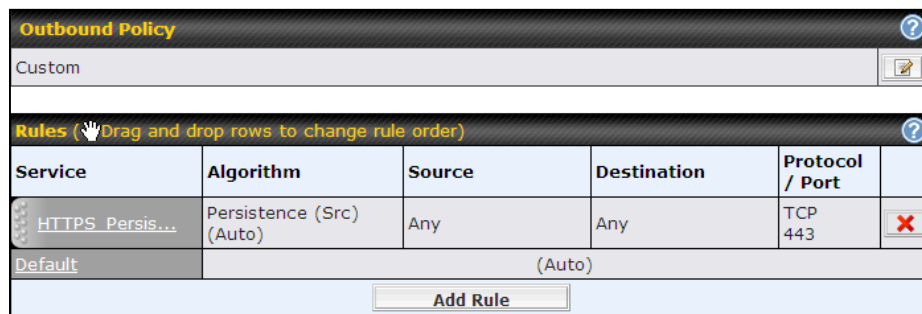 Outbound Policy ?
Custom
Rules (Drag and drop rows to change rule order) ?
Service Algorithm Source Destination Protocol / Port
HTTPS_Persis... Persistence (Src) (Auto) Any Any TCP 443
Default (Auto)
Add Rule